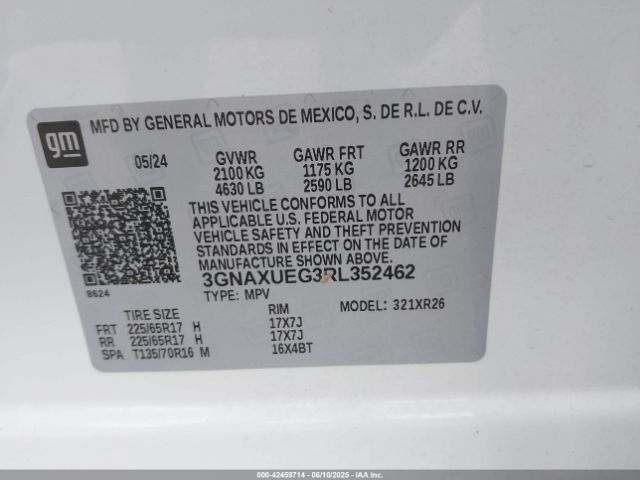 gm
MFD BY GENERAL MOTORS DE MEXICO, S. DE R.L. DE C.V.
05/24 GVWR GAWR FRT GAWR RR
2100 KG 1175 KG 1200 KG
4630 LB 2590 LB 2645 LB
THIS VEHICLE CONFORMS TO ALL
APPLICABLE U.S. FEDERAL MOTOR
VEHICLE SAFETY AND THEFT PREVENTION
STANDARDS IN EFFECT ON THE DATE OF
MANUFACTURE SHOWN ABOVE.
8624
3GNAXUEG3RL352462
TYPE: MPV MODEL: 321XR26
TIRE SIZE RIM
FRT 225/65R17 H 17X7J
RR 225/65R17 H 17X7J
SPA T135/70R16 M 16X4BT
000-42459714 - 06/10/2025 - IAAI.COM